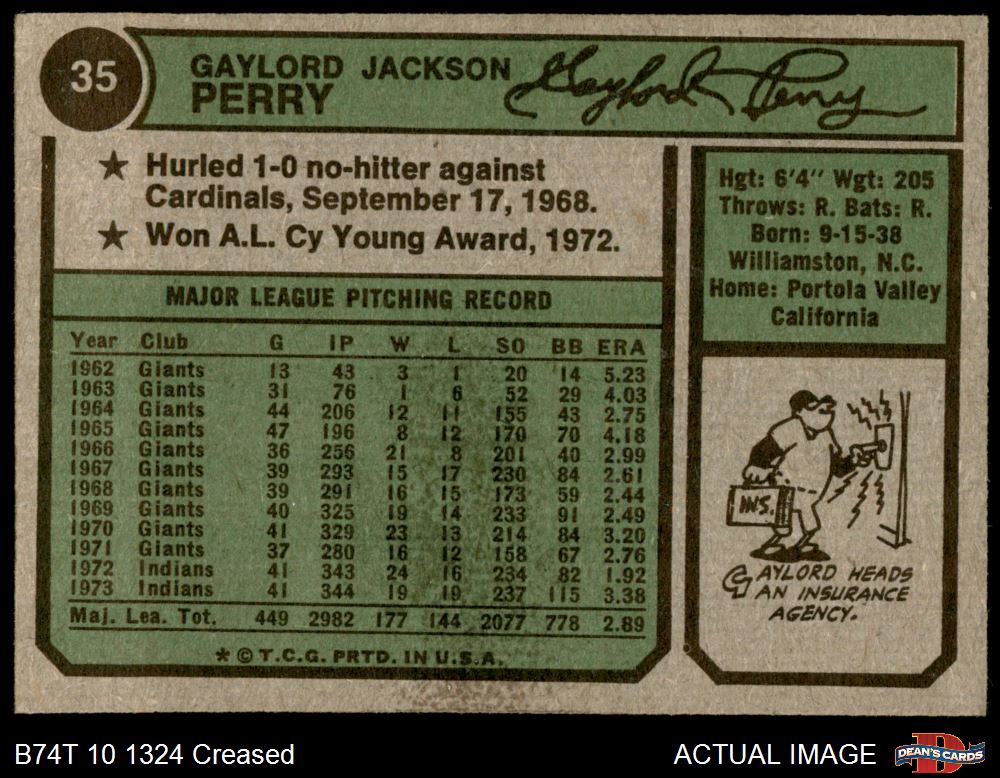 35
GAYLORD JACKSON
PERRY
Gaylord Perry
★ Hurled 1-0 no-hitter against
Cardinals, September 17, 1968.
★ Won A.L. Cy Young Award, 1972.
MAJOR LEAGUE PITCHING RECORD
Year Club G IP W L SO BB ERA
1962 Giants 13 43 3 1 20 14 5.23
1963 Giants 31 76 1 6 52 29 4.03
1964 Giants 44 206 12 11 155 43 2.75
1965 Giants 47 196 8 12 170 70 4.18
1966 Giants 36 256 21 8 201 40 2.99
1967 Giants 39 293 15 17 230 84 2.61
1968 Giants 39 291 16 15 173 59 2.44
1969 Giants 40 325 19 14 233 91 2.49
1970 Giants 41 329 23 13 214 84 3.20
1971 Giants 37 280 16 12 158 67 2.76
1972 Indians 41 343 24 16 234 82 1.92
1973 Indians 41 344 19 19 237 115 3.38
Maj. Lea. Tot. 449 2982 177 144 2077 778 2.89
* © T.C.G. PRTD. IN U.S.A.
Hgt: 6'4" Wgt: 205
Throws: R. Bats: R.
Born: 9-15-38
Williamston, N.C.
Home: Portola Valley
California
INS.
GAYLORD HEADS
AN INSURANCE
AGENCY.
B74T 10 1324 Creased
ACTUAL IMAGE
D
DEAN'S CARDS